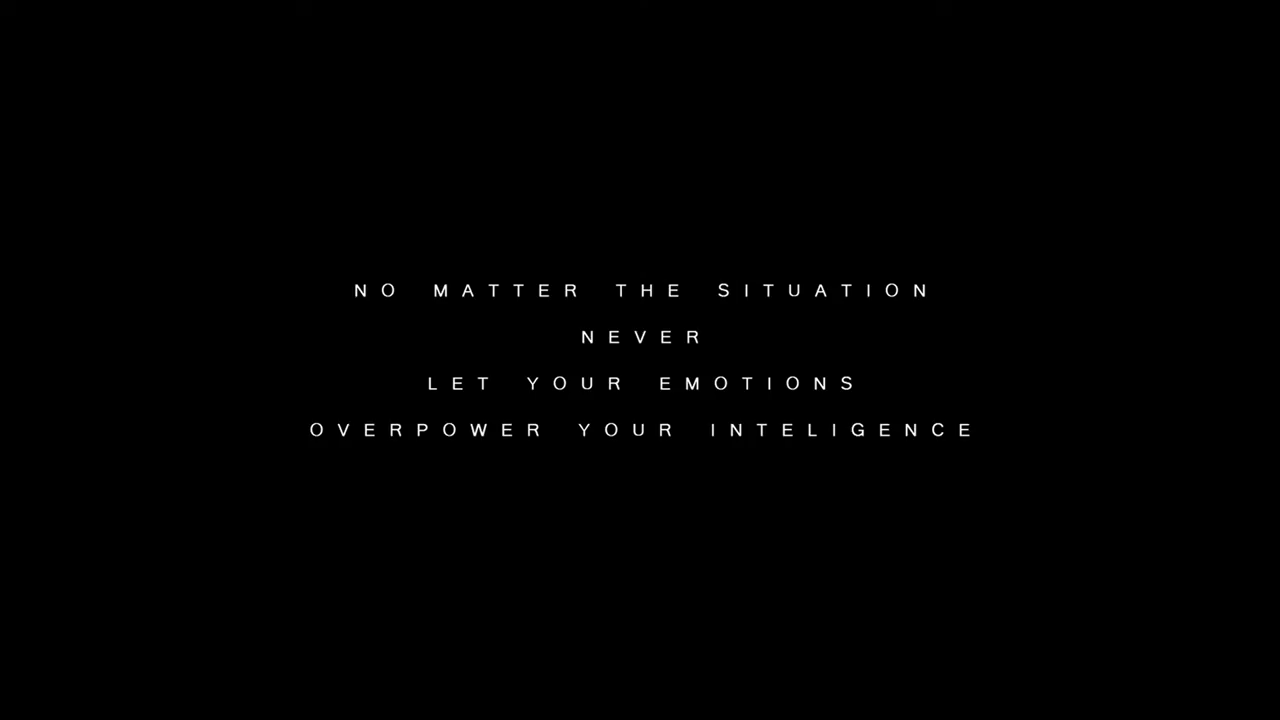 NO MATTER THE SITUATION
NEVER
LET YOUR EMOTIONS
OVERPOWER YOUR INTELIGENCE